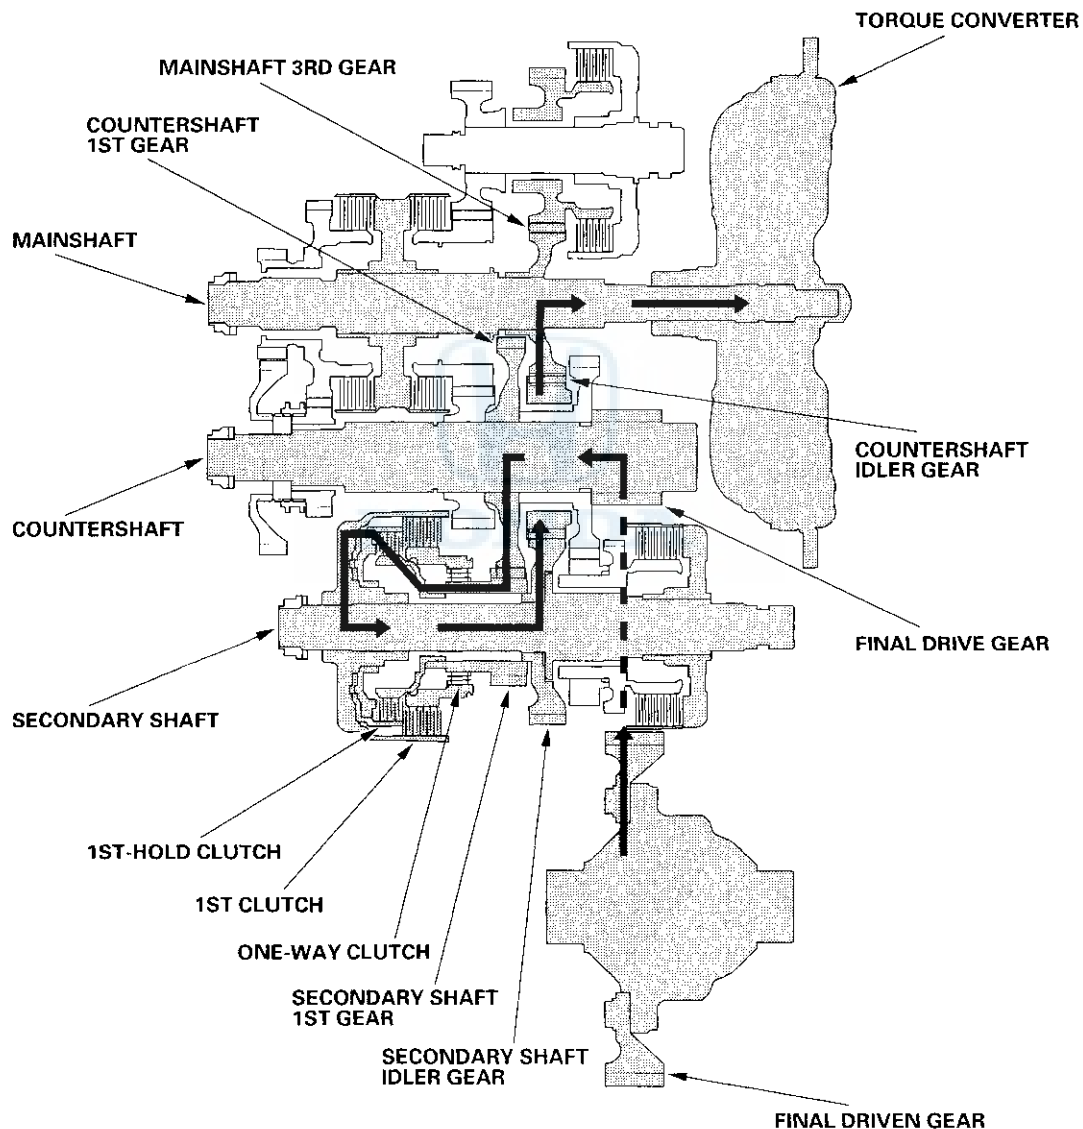 TORQUE CONVERTER
MAINSHAFT 3RD GEAR
COUNTERSHAFT
1ST GEAR
MAINSHAFT
COUNTERSHAFT
IDLER GEAR
COUNTERSHAFT
FINAL DRIVE GEAR
SECONDARY SHAFT
1ST-HOLD CLUTCH
1ST CLUTCH
ONE-WAY CLUTCH
SECONDARY SHAFT
1ST GEAR
SECONDARY SHAFT
IDLER GEAR
FINAL DRIVEN GEAR